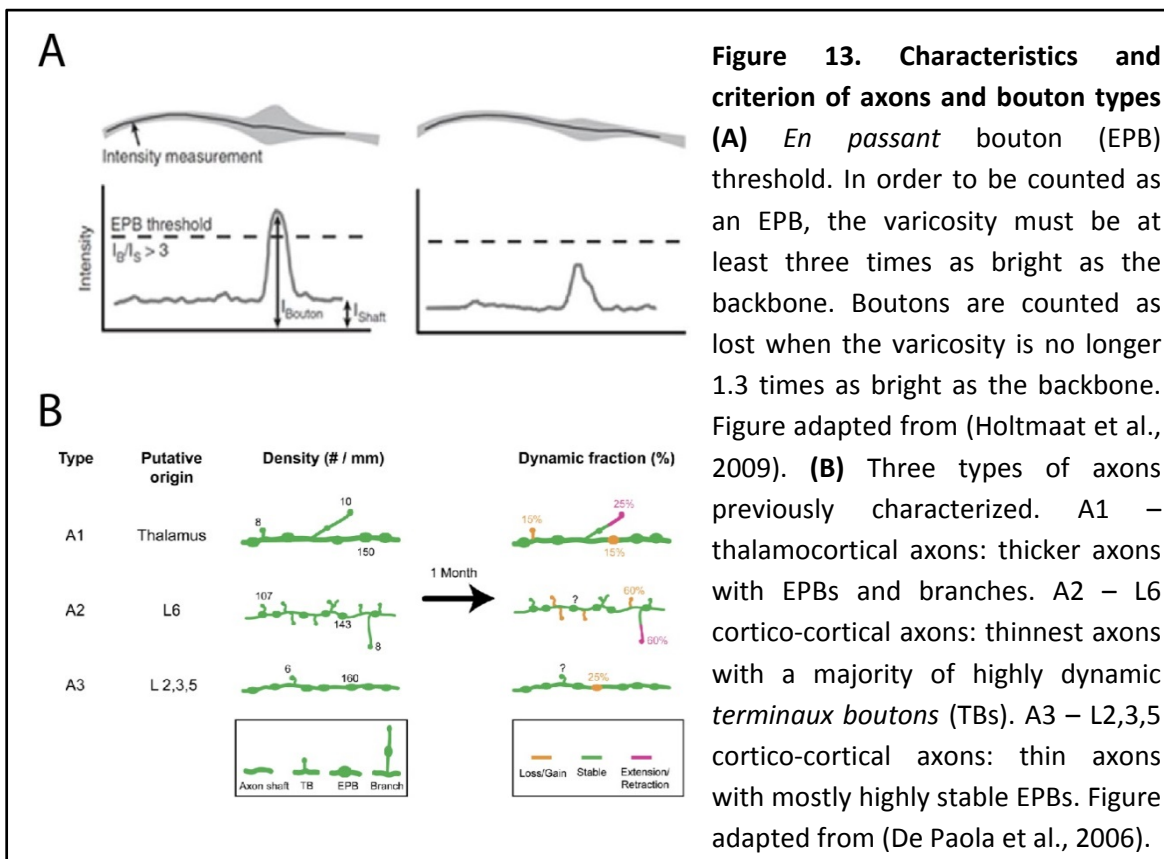 A
Intensity measurement
Intensity
EPB threshold
I_B/I_S > 3
I_Bouton
I_Shaft
B
Type Putative origin Density (# / mm) Dynamic fraction (%)
10 25%
8 15%
A1 Thalamus
150 15%
1 Month
107 ? 60%
A2 L6
143
8 60%
6 ?
A3 L 2,3,5 160 25%
Axon shaft TB EPB Branch
Loss/Gain Stable Extension/
Retraction
Figure 13. Characteristics and
criterion of axons and bouton types
(A) En passant bouton (EPB)
threshold. In order to be counted as
an EPB, the varicosity must be at
least three times as bright as the
backbone. Boutons are counted as
lost when the varicosity is no longer
1.3 times as bright as the backbone.
Figure adapted from (Holtmaat et al.,
2009). (B) Three types of axons
previously characterized. A1 –
thalamocortical axons: thicker axons
with EPBs and branches. A2 – L6
cortico-cortical axons: thinnest axons
with a majority of highly dynamic
terminaux boutons (TBs). A3 – L2,3,5
cortico-cortical axons: thin axons
with mostly highly stable EPBs. Figure
adapted from (De Paola et al., 2006).